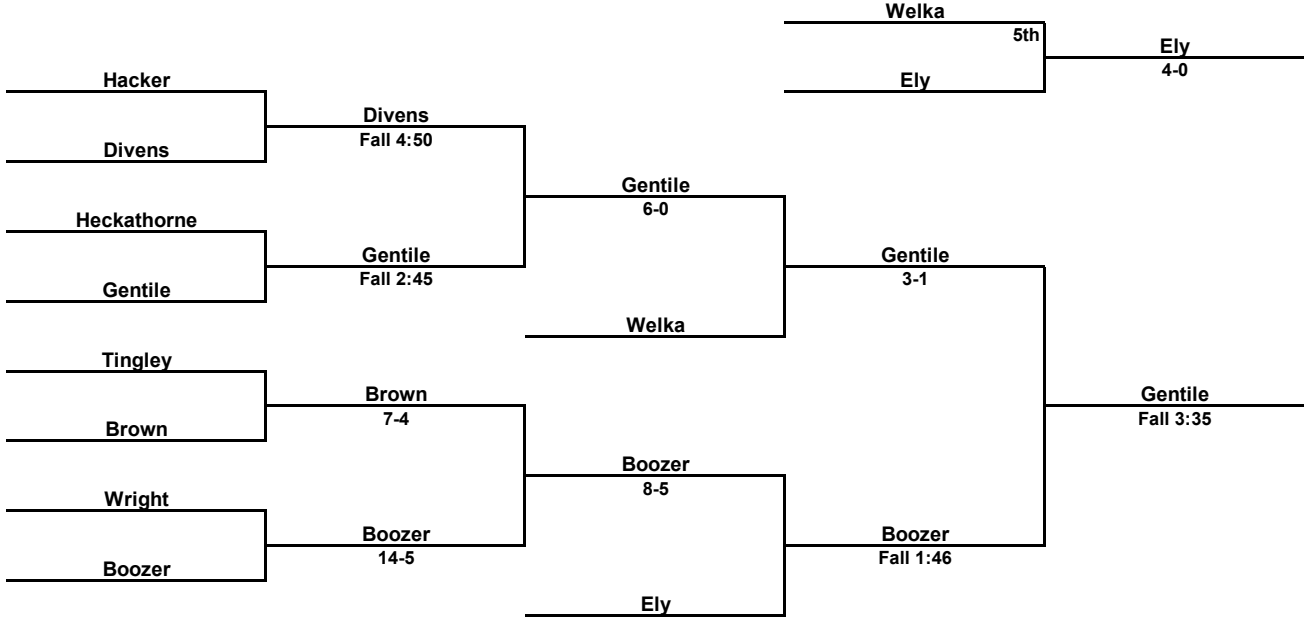 Welka
5th
Ely
4-0
Ely
Hacker
Divens
Fall 4:50
Divens
Gentile
6-0
Heckathorne
Gentile
Fall 2:45
Gentile
3-1
Gentile
Welka
Tingley
Brown
7-4
Gentile
Fall 3:35
Brown
Boozer
8-5
Wright
Boozer
14-5
Boozer
Fall 1:46
Boozer
Ely